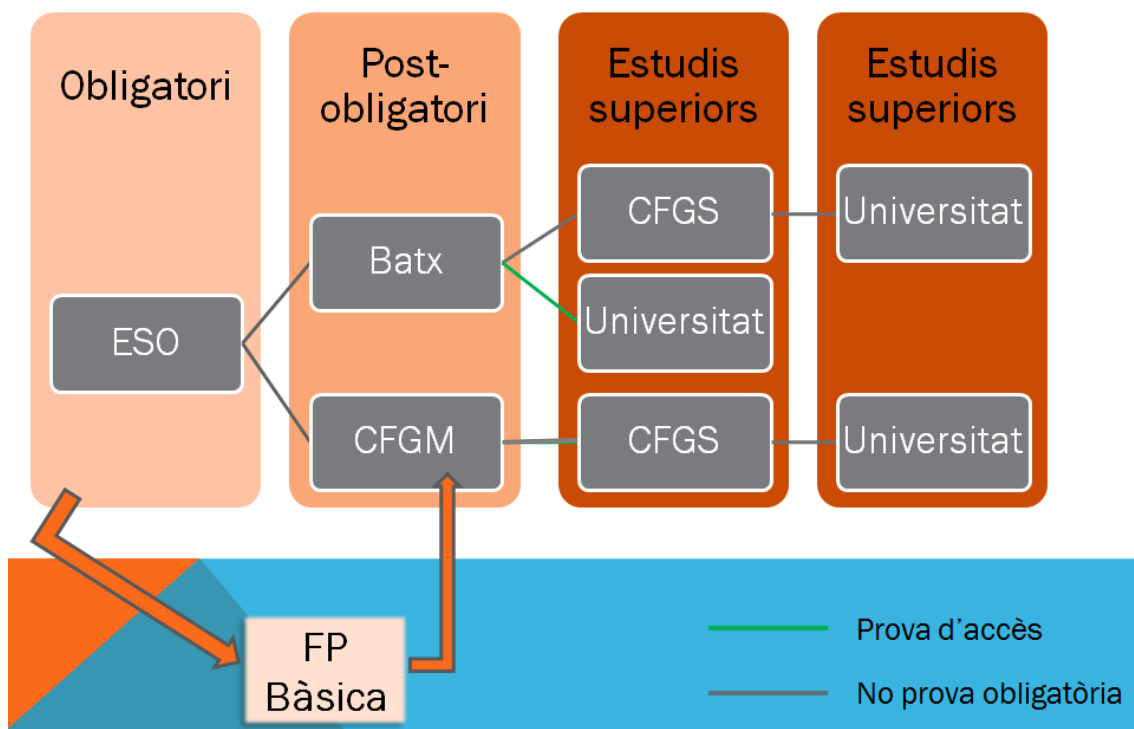 Obligatori
Post-
obligatori
Estudis
superiors
Estudis
superiors
ESO
Batx
CFGM
CFGS
Universitat
CFGS
Universitat
Universitat
FP
Bàsica
Prova d'accès
No prova obligatòria